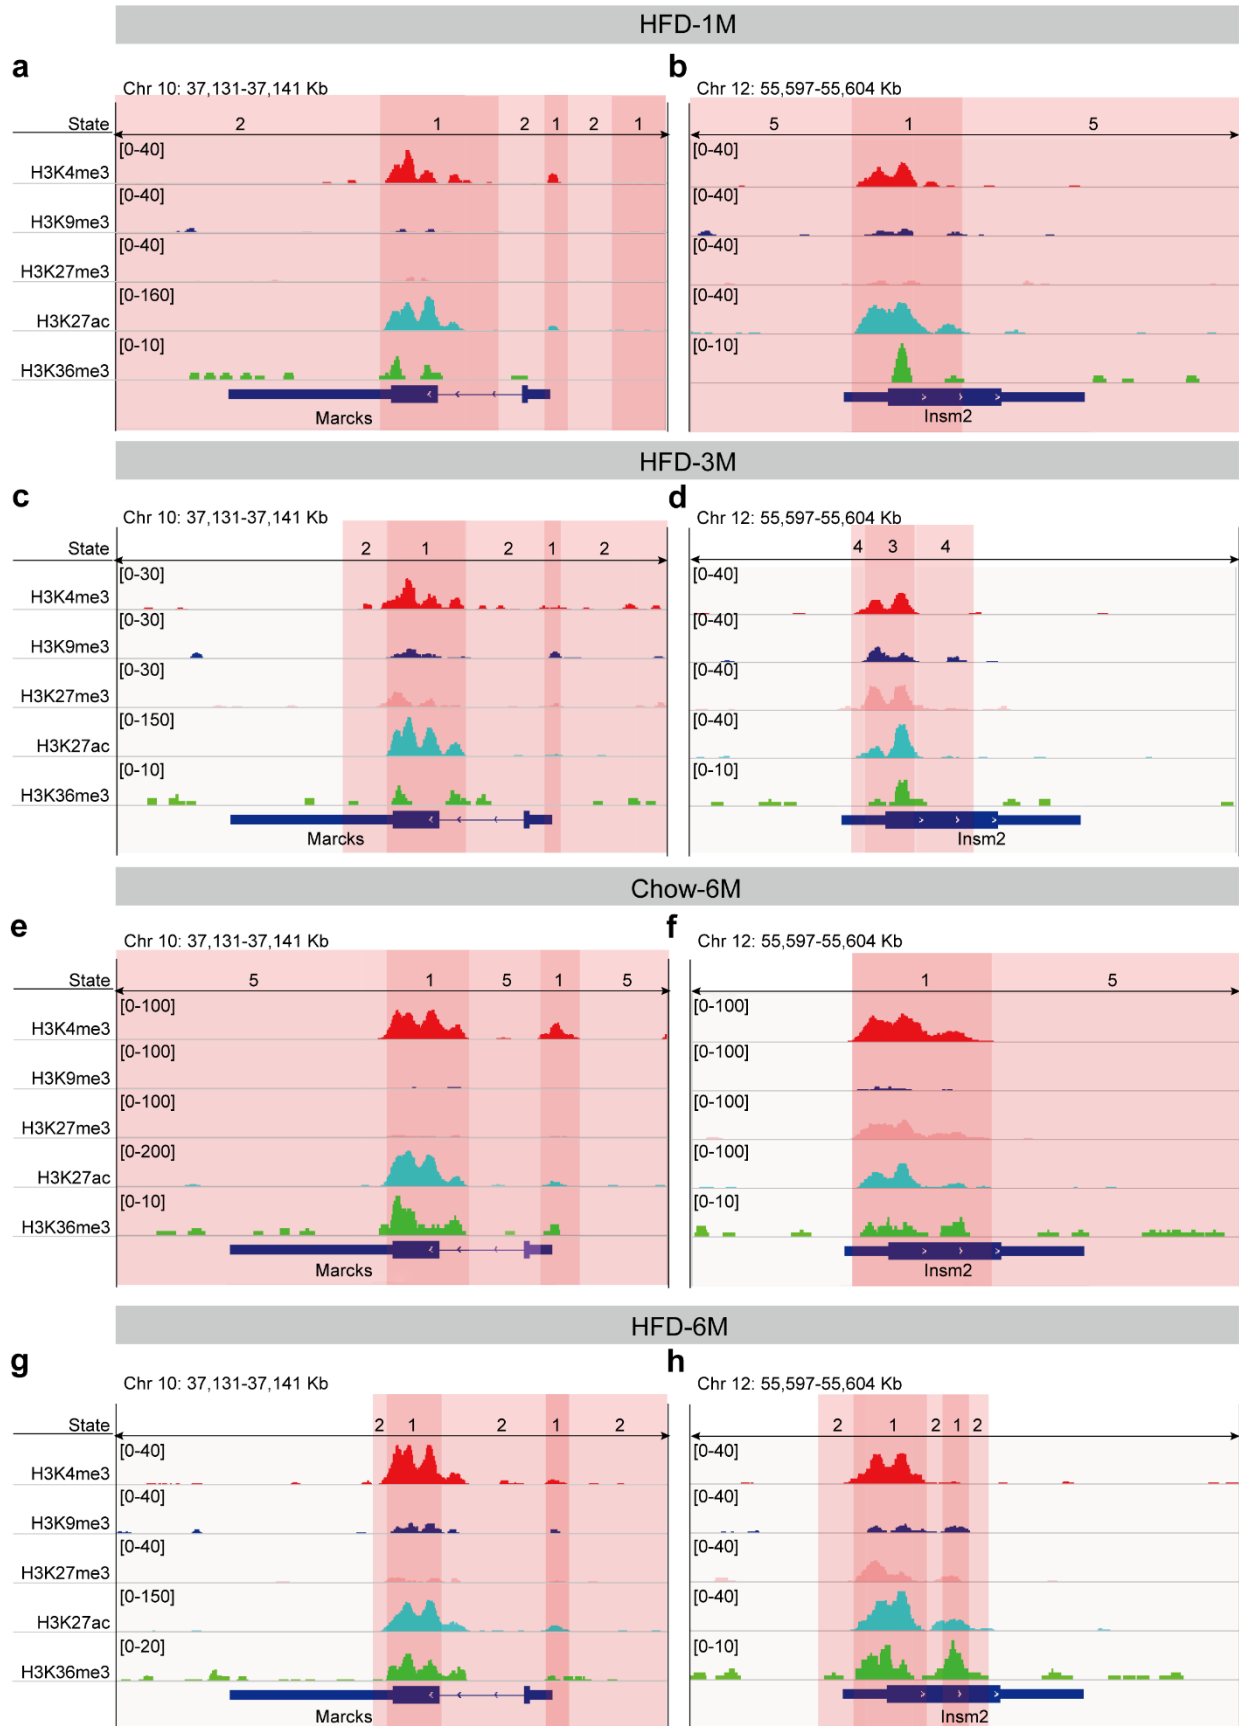 HFD-1M
a
b
Chr 10: 37,131-37,141 Kb
Chr 12: 55,597-55,604 Kb
State
2 1 2 1 2 1
5 1 5
H3K4me3
[0-40]
[0-40]
H3K9me3
[0-40]
[0-40]
H3K27me3
[0-40]
[0-40]
H3K27ac
[0-160]
[0-40]
H3K36me3
[0-10]
[0-10]
Marcks
Insm2
HFD-3M
c
d
Chr 10: 37,131-37,141 Kb
Chr 12: 55,597-55,604 Kb
State
2 1 2 1 2
4 3 4
H3K4me3
[0-30]
[0-40]
H3K9me3
[0-30]
[0-40]
H3K27me3
[0-30]
[0-40]
H3K27ac
[0-150]
[0-40]
H3K36me3
[0-10]
[0-10]
Marcks
Insm2
Chow-6M
e
f
Chr 10: 37,131-37,141 Kb
Chr 12: 55,597-55,604 Kb
State
5 1 5 1 5
1 5
H3K4me3
[0-100]
[0-100]
H3K9me3
[0-100]
[0-100]
H3K27me3
[0-100]
[0-100]
H3K27ac
[0-200]
[0-100]
H3K36me3
[0-10]
[0-10]
Marcks
Insm2
HFD-6M
g
h
Chr 10: 37,131-37,141 Kb
Chr 12: 55,597-55,604 Kb
State
2 1 2 1 2
2 1 2 1 2
H3K4me3
[0-40]
[0-40]
H3K9me3
[0-40]
[0-40]
H3K27me3
[0-40]
[0-40]
H3K27ac
[0-150]
[0-40]
H3K36me3
[0-20]
[0-10]
Marcks
Insm2